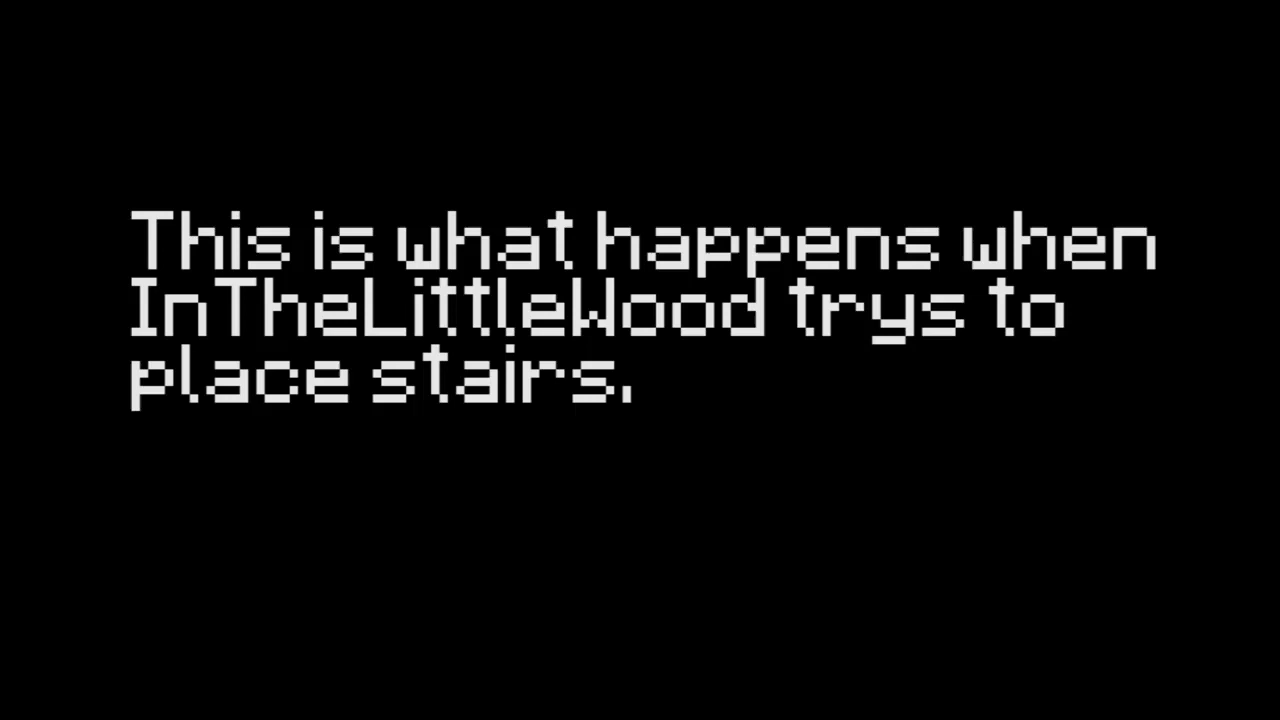 This is what happens when
InTheLittleWood trys to
place stairs.